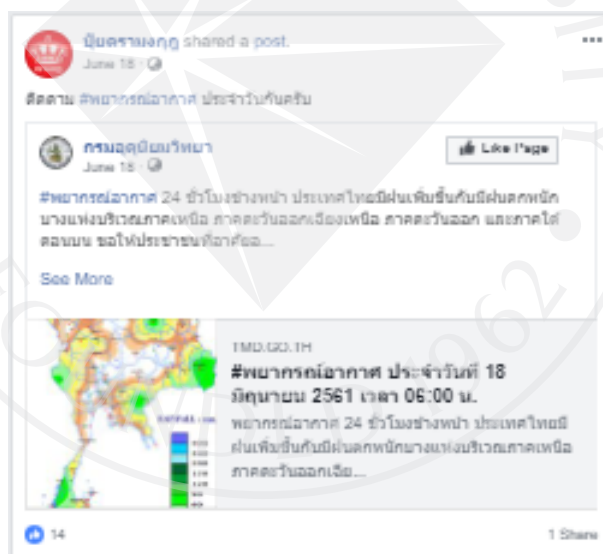 ปุ๋ยตรามงกุฎ shared a post.
June 18
ติดตาม #พยากรณ์อากาศ ประจำวันกันครับ
กรมอุตุนิยมวิทยา
Like Page
June 18
#พยากรณ์อากาศ 24 ชั่วโมงข้างหน้า ประเทศไทยมีฝนเพิ่มขึ้นกับมีฝนตกหนัก
บางแห่งบริเวณภาคเหนือ ภาคตะวันออกเฉียงเหนือ ภาคตะวันออก และภาคใต้
ตอนบน ขอให้ประชาชนที่อาศัยอ...
See More
TMD.GO.TH
#พยากรณ์อากาศ ประจำวันที่ 18
มิถุนายน 2561 เวลา 06:00 น.
พยากรณ์อากาศ 24 ชั่วโมงข้างหน้า ประเทศไทยมี
ฝนเพิ่มขึ้นกับมีฝนตกหนักบางแห่งบริเวณภาคเหนือ
ภาคตะวันออกเฉีย...
14
1 Share
1962